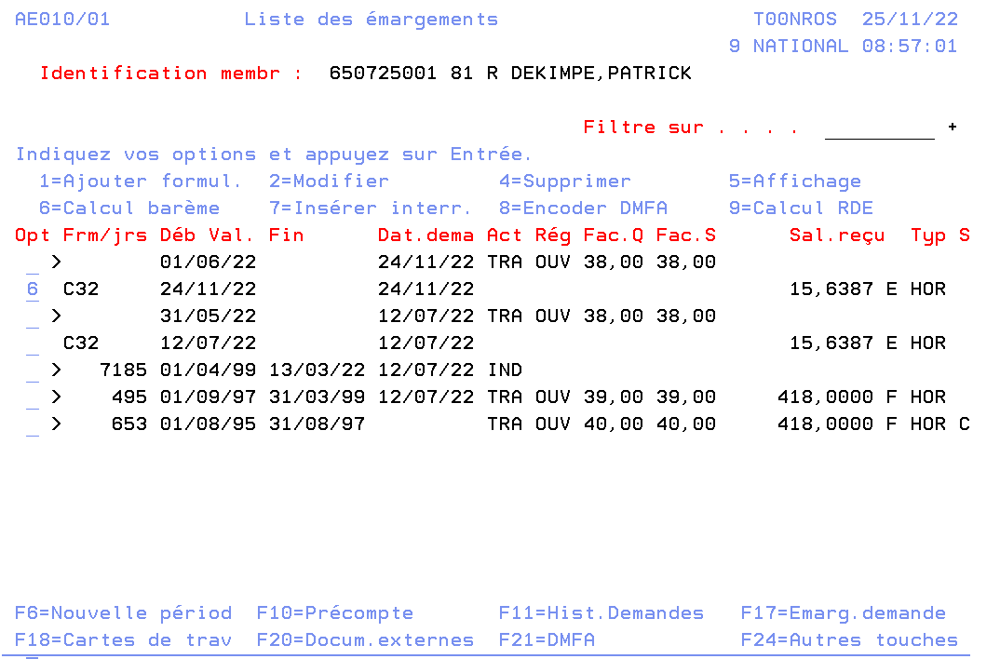 AE010/01 Liste des émargements T00NROS 25/11/22
9 NATIONAL 08:57:01
Identification membr : 650725001 81 R DEKIMPE,PATRICK
Filtre sur . . . . __________ +
Indiquez vos options et appuyez sur Entrée.
1=Ajouter formul. 2=Modifier 4=Supprimer 5=Affichage
6=Calcul barème 7=Insérer interr. 8=Encoder DMFA 9=Calcul RDE
Opt Frm/jrs Déb Val. Fin Dat.dema Act Rég Fac.Q Fac.S Sal.reçu Typ S
_ > 01/06/22 24/11/22 TRA OUV 38,00 38,00
6 C32 24/11/22 24/11/22 15,6387 E HOR
_ > 31/05/22 12/07/22 TRA OUV 38,00 38,00
_ C32 12/07/22 12/07/22 15,6387 E HOR
_ > 7185 01/04/99 13/03/22 12/07/22 IND
_ > 495 01/09/97 31/03/99 12/07/22 TRA OUV 39,00 39,00 418,0000 F HOR
_ > 653 01/08/95 31/08/97 TRA OUV 40,00 40,00 418,0000 F HOR C
F6=Nouvelle périod F10=Précompte F11=Hist.Demandes F17=Emarg.demande
F18=Cartes de trav F20=Docum.externes F21=DMFA F24=Autres touches